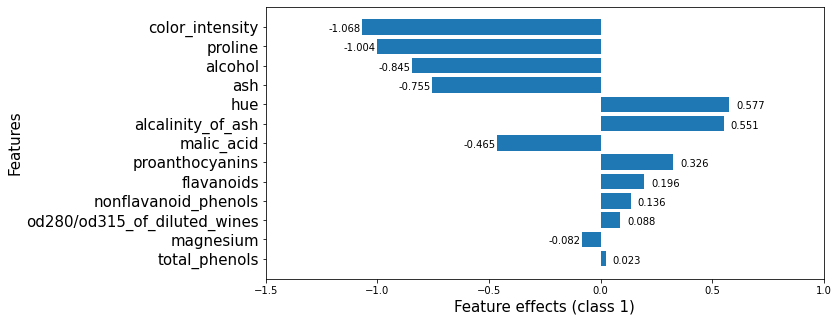 Features
color_intensity -1.068
proline -1.004
alcohol -0.845
ash -0.755
hue 0.577
alcalinity_of_ash 0.551
malic_acid -0.465
proanthocyanins 0.326
flavanoids 0.196
nonflavanoid_phenols 0.136
od280/od315_of_diluted_wines 0.088
magnesium -0.082
total_phenols 0.023
−1.5 −1.0 −0.5 0.0 0.5 1.0
Feature effects (class 1)